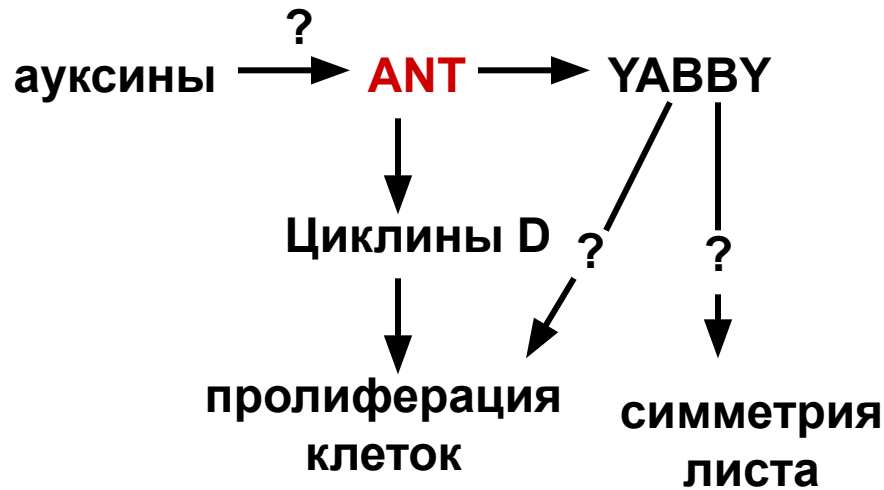 ?
ауксины ANT YABBY
Циклины D ? ?
пролиферация
клеток
симметрия
листа